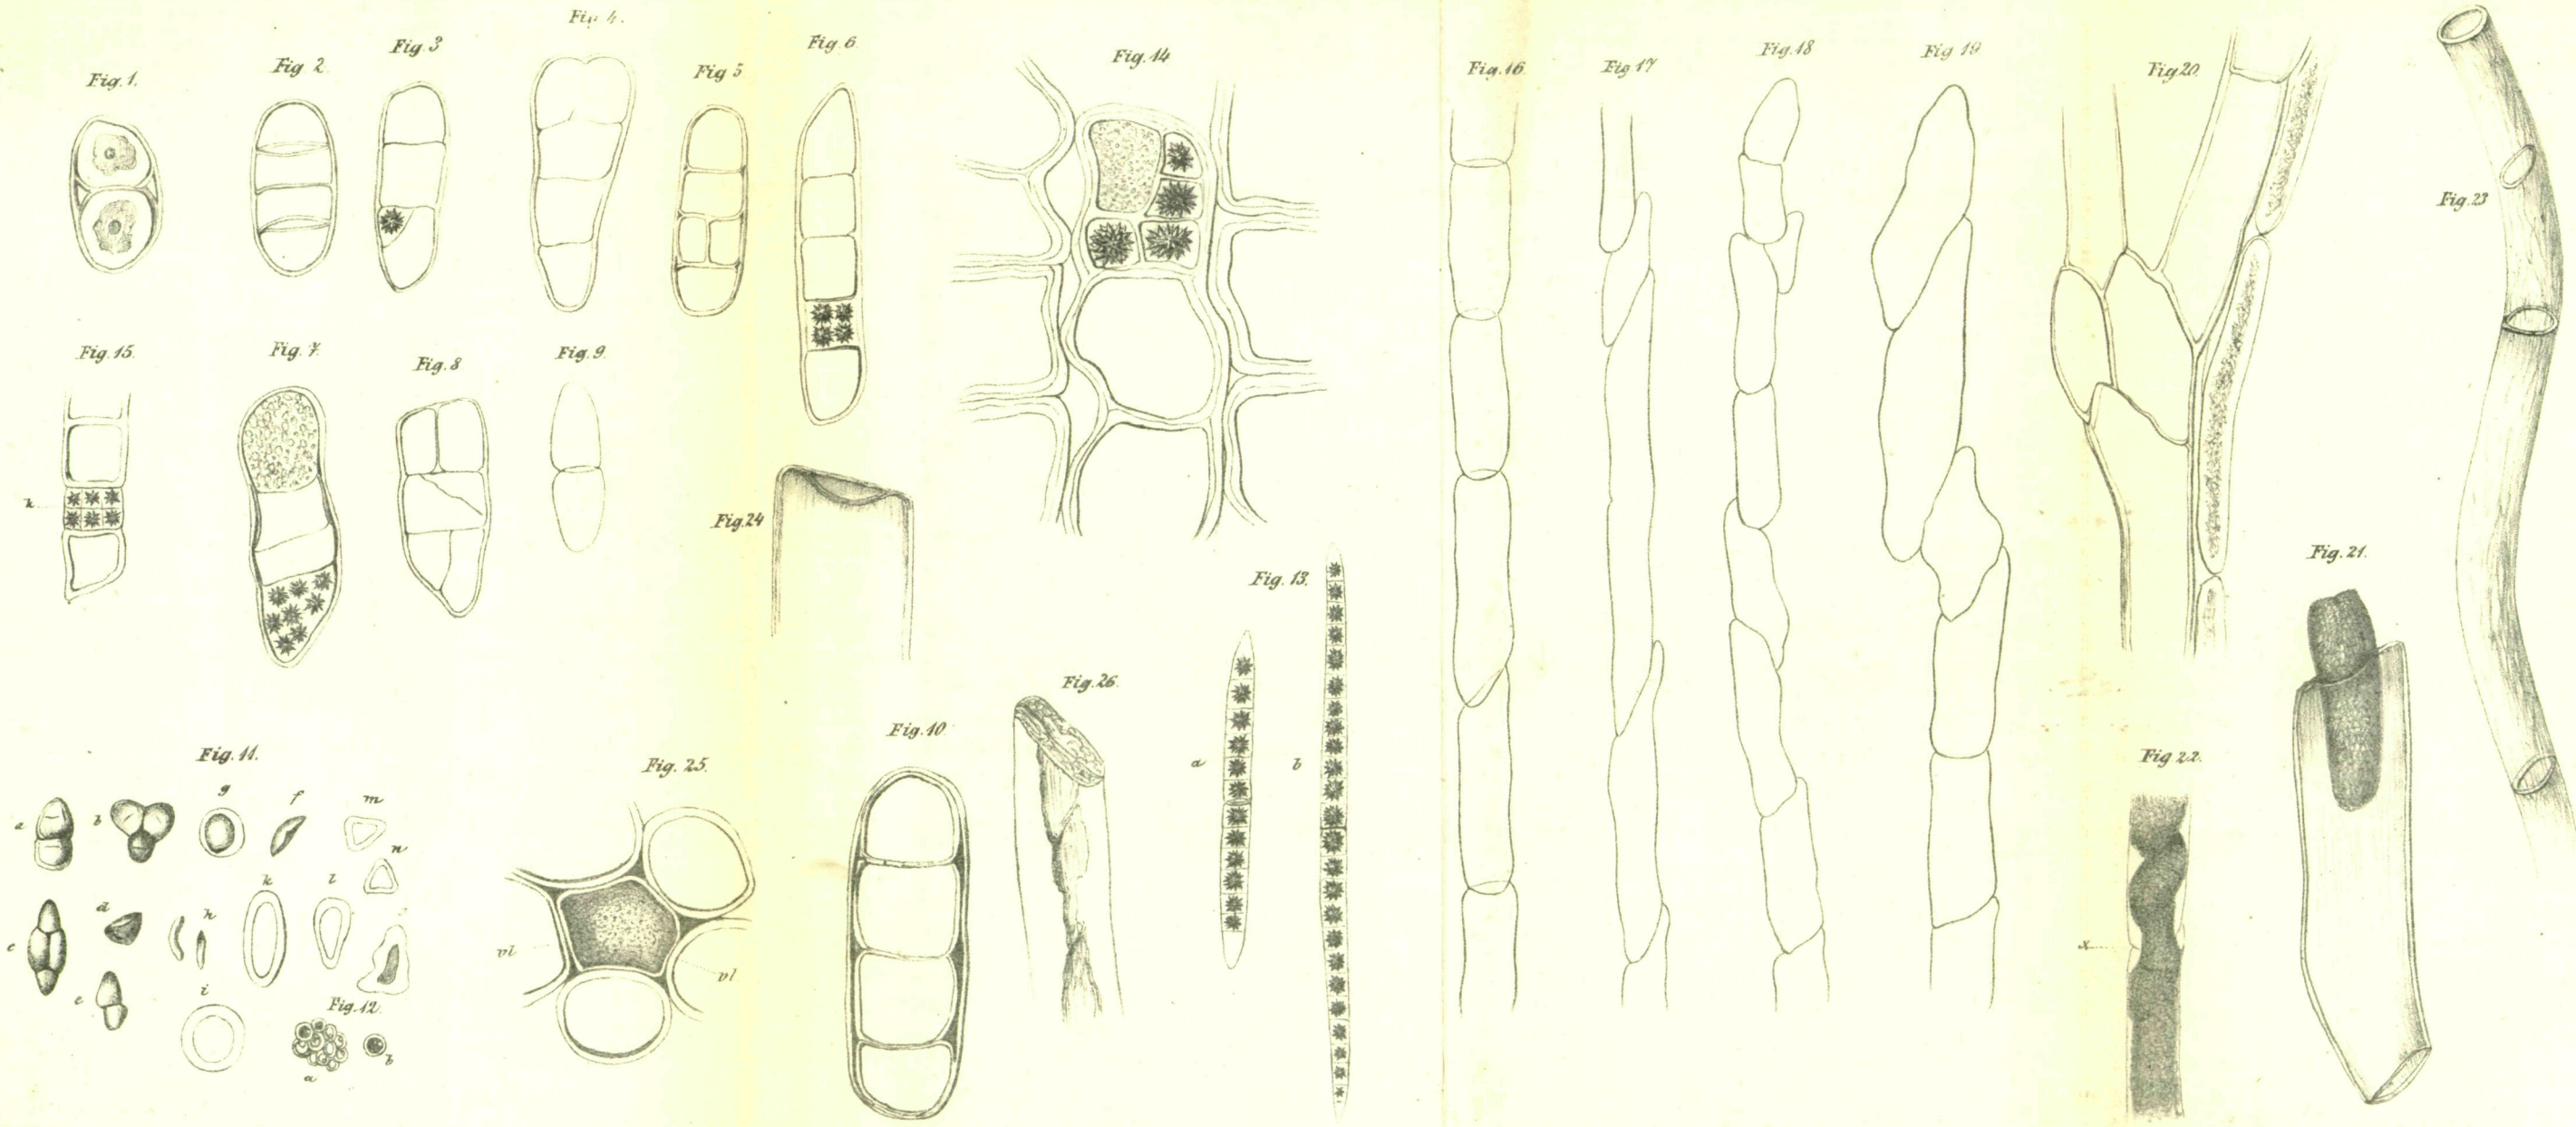 Fig. 1.
Fig 2.
Fig. 3
Fig. 4.
Fig 5
Fig. 6.
Fig. 14
Fig. 16
Fig 17
Fig. 18
Fig 19
Fig 20.
Fig. 23
Fig. 15.
k
Fig. 7.
Fig. 8
Fig. 9.
Fig. 24
Fig. 13.
a
b
Fig. 21.
Fig. 26.
Fig. 10
Fig. 25.
vl
vl
Fig. 22.
x
Fig. 11.
a
b
g
f
m
n
c
d
h
k
l
e
i
Fig. 12.
a
b